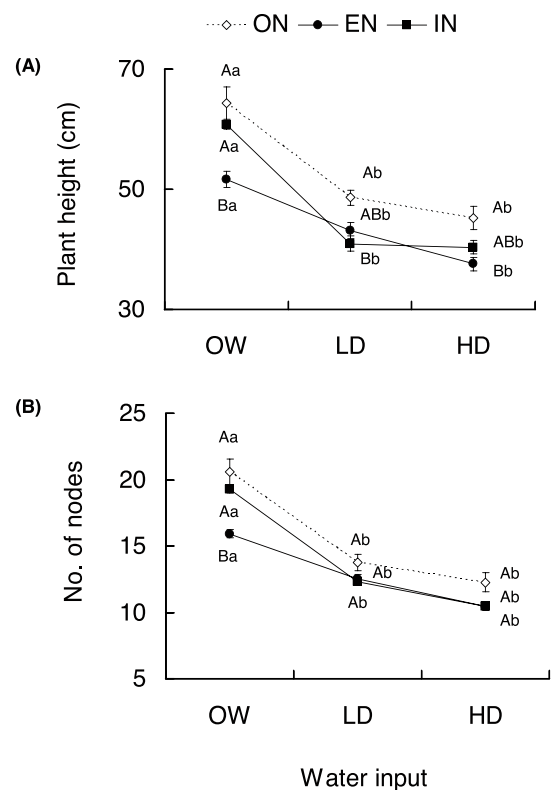 ON EN IN
(A)
70
Aa
Plant height (cm)
Aa
Ab
50
Ba
ABb
Ab
ABb
Bb
Bb
30
OW LD HD
(B)
25
Aa
No. of nodes
20
Aa
Ab
15
Ba
Ab
Ab
Ab
Ab
10
Ab
5
OW LD HD
Water input